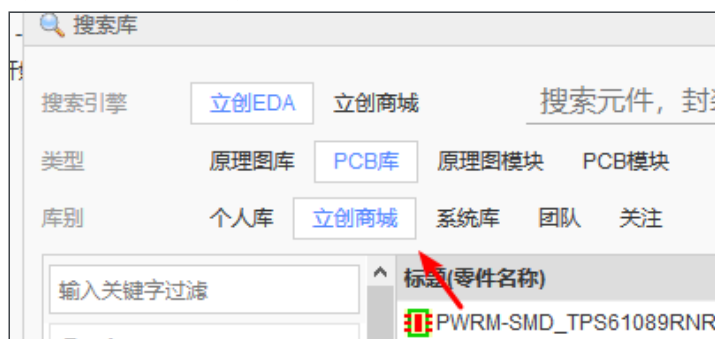 搜索库
搜索引擎 立创EDA 立创商城 搜索元件，封
类型 原理图库 PCB库 原理图模块 PCB模块
库别 个人库 立创商城 系统库 团队 关注
输入关键字过滤
标题(零件名称)
PWRM-SMD_TPS61089RNR